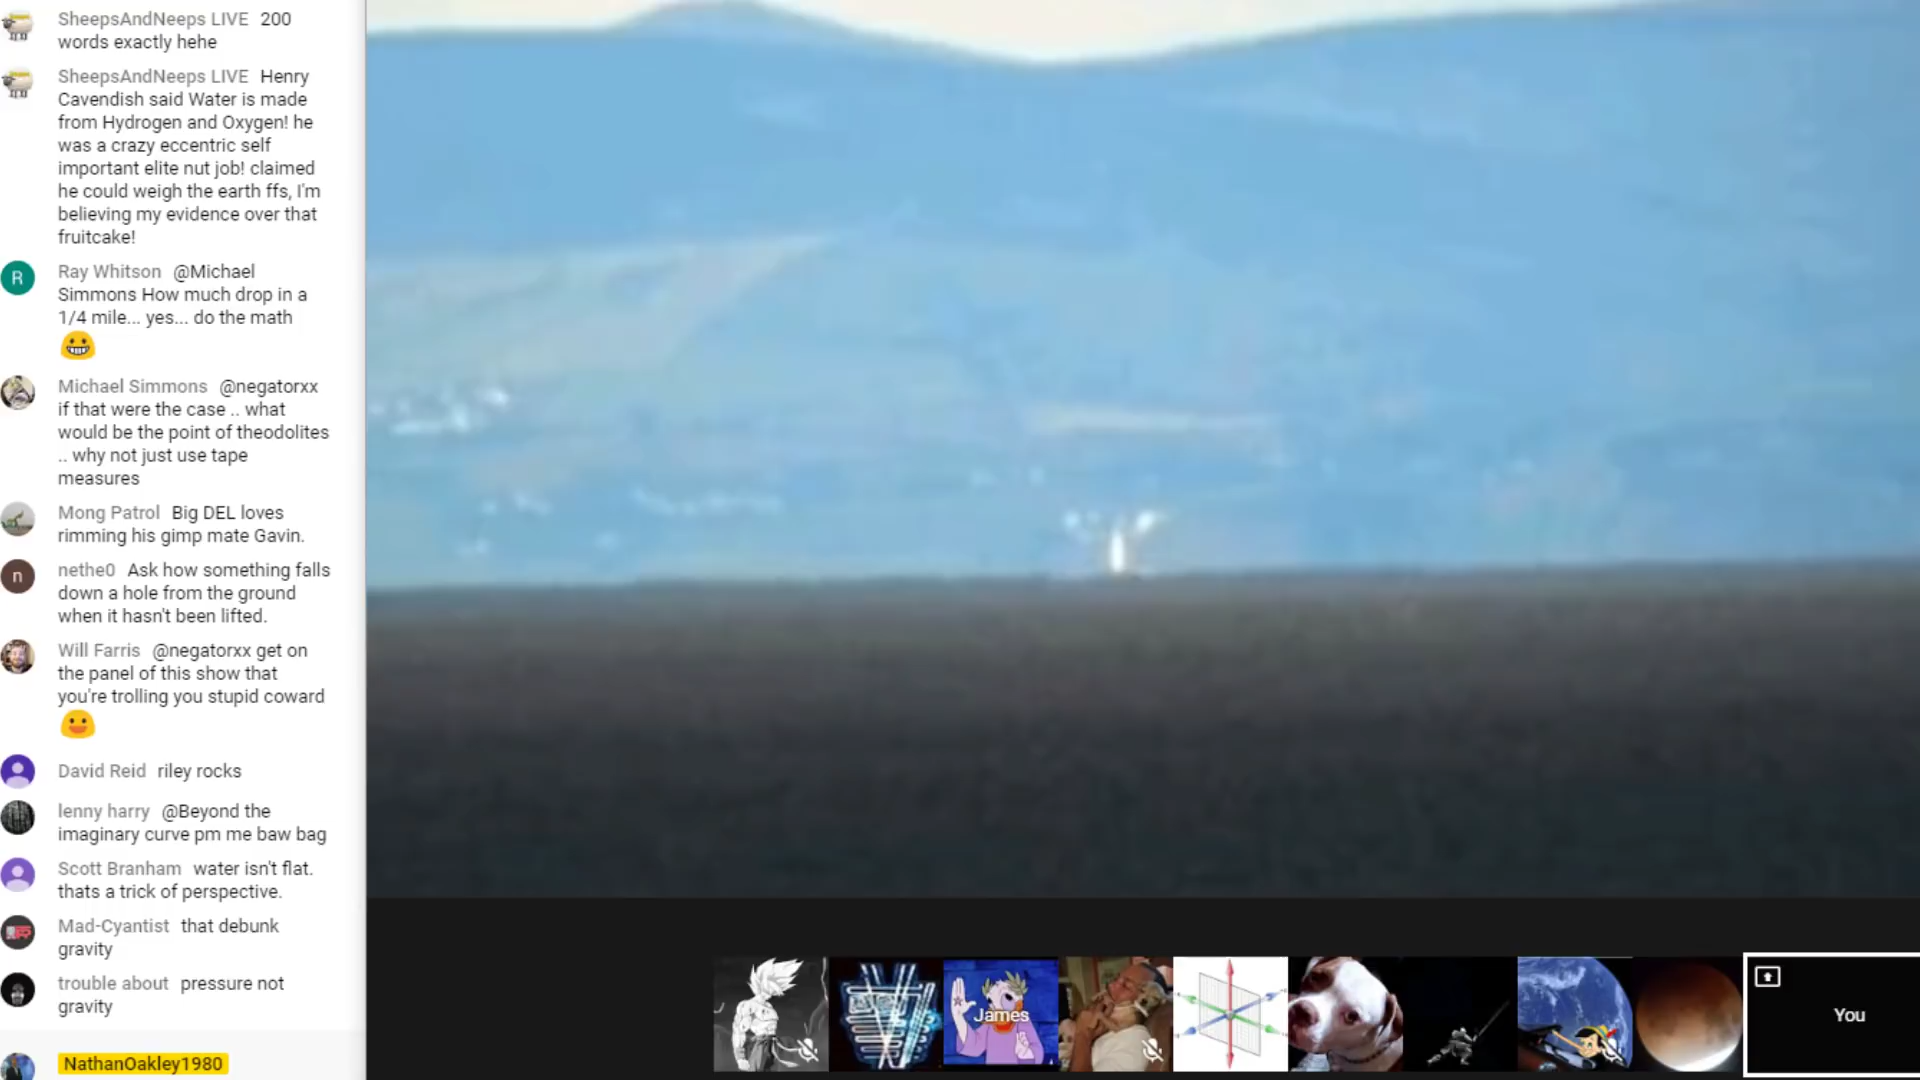 SheepsAndNeeps LIVE 200
words exactly hehe
SheepsAndNeeps LIVE Henry
Cavendish said Water is made
from Hydrogen and Oxygen! he
was a crazy eccentric self
important elite nut job! claimed
he could weigh the earth ffs, I'm
believing my evidence over that
fruitcake!
R
Ray Whitson @Michael
Simmons How much drop in a
1/4 mile... yes... do the math
Michael Simmons @negatorxx
if that were the case .. what
would be the point of theodolites
.. why not just use tape
measures
Mong Patrol Big DEL loves
rimming his gimp mate Gavin.
n
nethe0 Ask how something falls
down a hole from the ground
when it hasn't been lifted.
Will Farris @negatorxx get on
the panel of this show that
you're trolling you stupid coward
David Reid riley rocks
lenny harry @Beyond the
imaginary curve pm me baw bag
Scott Branham water isn't flat.
thats a trick of perspective.
Mad-Cyantist that debunk
gravity
trouble about pressure not
gravity
NathanOakley1980
James
You